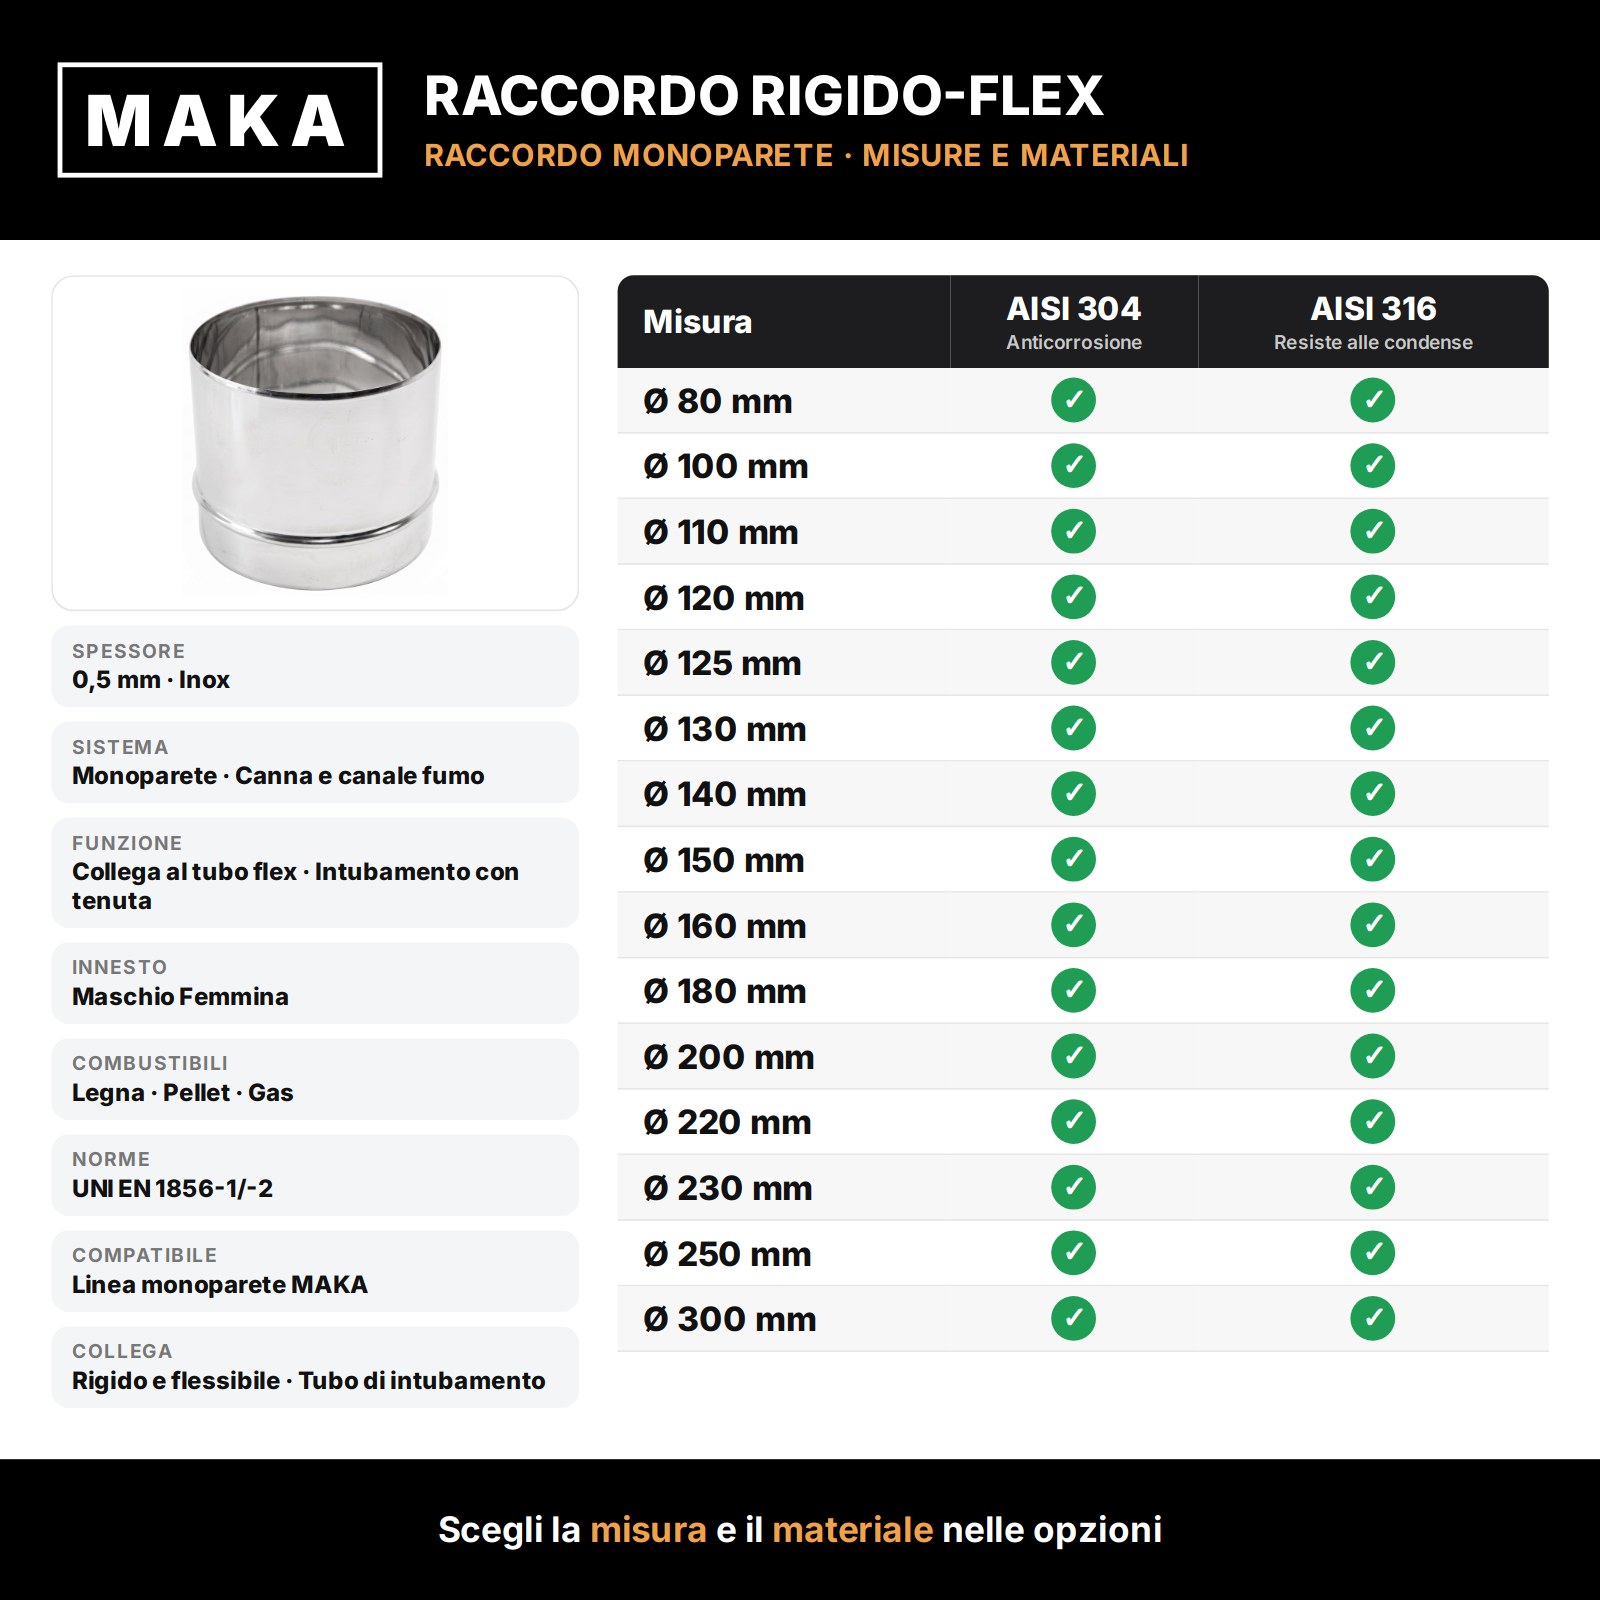 MAKA
RACCORDO RIGIDO-FLEX
RACCORDO MONOPARETE · MISURE E MATERIALI
SPESSORE
0,5 mm · Inox
SISTEMA
Monoparete · Canna e canale fumo
FUNZIONE
Collega al tubo flex · Intubamento con
tenuta
INNESTO
Maschio Femmina
COMBUSTIBILI
Legna · Pellet · Gas
NORME
UNI EN 1856-1/-2
COMPATIBILE
Linea monoparete MAKA
COLLEGA
Rigido e flessibile · Tubo di intubamento
Misura AISI 304 AISI 316
Anticorrosione Resiste alle condense
Ø 80 mm ✓ ✓
Ø 100 mm ✓ ✓
Ø 110 mm ✓ ✓
Ø 120 mm ✓ ✓
Ø 125 mm ✓ ✓
Ø 130 mm ✓ ✓
Ø 140 mm ✓ ✓
Ø 150 mm ✓ ✓
Ø 160 mm ✓ ✓
Ø 180 mm ✓ ✓
Ø 200 mm ✓ ✓
Ø 220 mm ✓ ✓
Ø 230 mm ✓ ✓
Ø 250 mm ✓ ✓
Ø 300 mm ✓ ✓
Scegli la misura e il materiale nelle opzioni